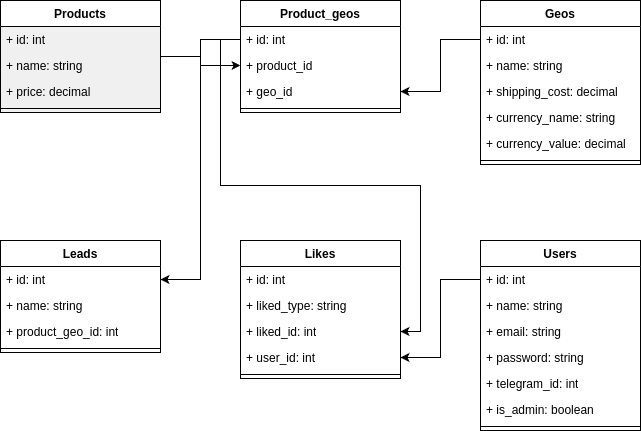 Products
+ id: int
+ name: string
+ price: decimal
Product_geos
+ id: int
+ product_id
+ geo_id
Geos
+ id: int
+ name: string
+ shipping_cost: decimal
+ currency_name: string
+ currency_value: decimal
Leads
+ id: int
+ name: string
+ product_geo_id: int
Likes
+ id: int
+ liked_type: string
+ liked_id: int
+ user_id: int
Users
+ id: int
+ name: string
+ email: string
+ password: string
+ telegram_id: int
+ is_admin: boolean